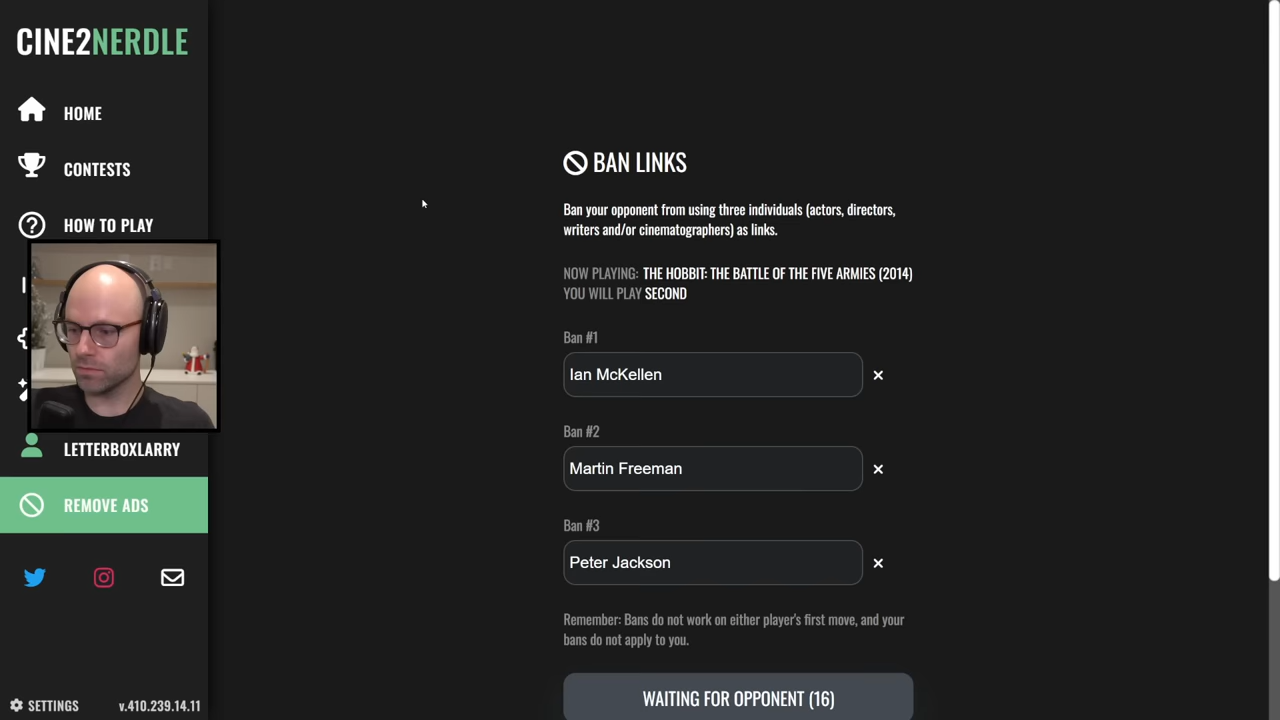 CINE2NERDLE
HOME
CONTESTS
HOW TO PLAY
LETTERBOXLARRY
REMOVE ADS
SETTINGS
v.410.239.14.11
BAN LINKS
Ban your opponent from using three individuals (actors, directors,
writers and/or cinematographers) as links.
NOW PLAYING: THE HOBBIT: THE BATTLE OF THE FIVE ARMIES (2014)
YOU WILL PLAY SECOND
Ban #1
Ian McKellen
Ban #2
Martin Freeman
Ban #3
Peter Jackson
Remember: Bans do not work on either player's first move, and your
bans do not apply to you.
WAITING FOR OPPONENT (16)